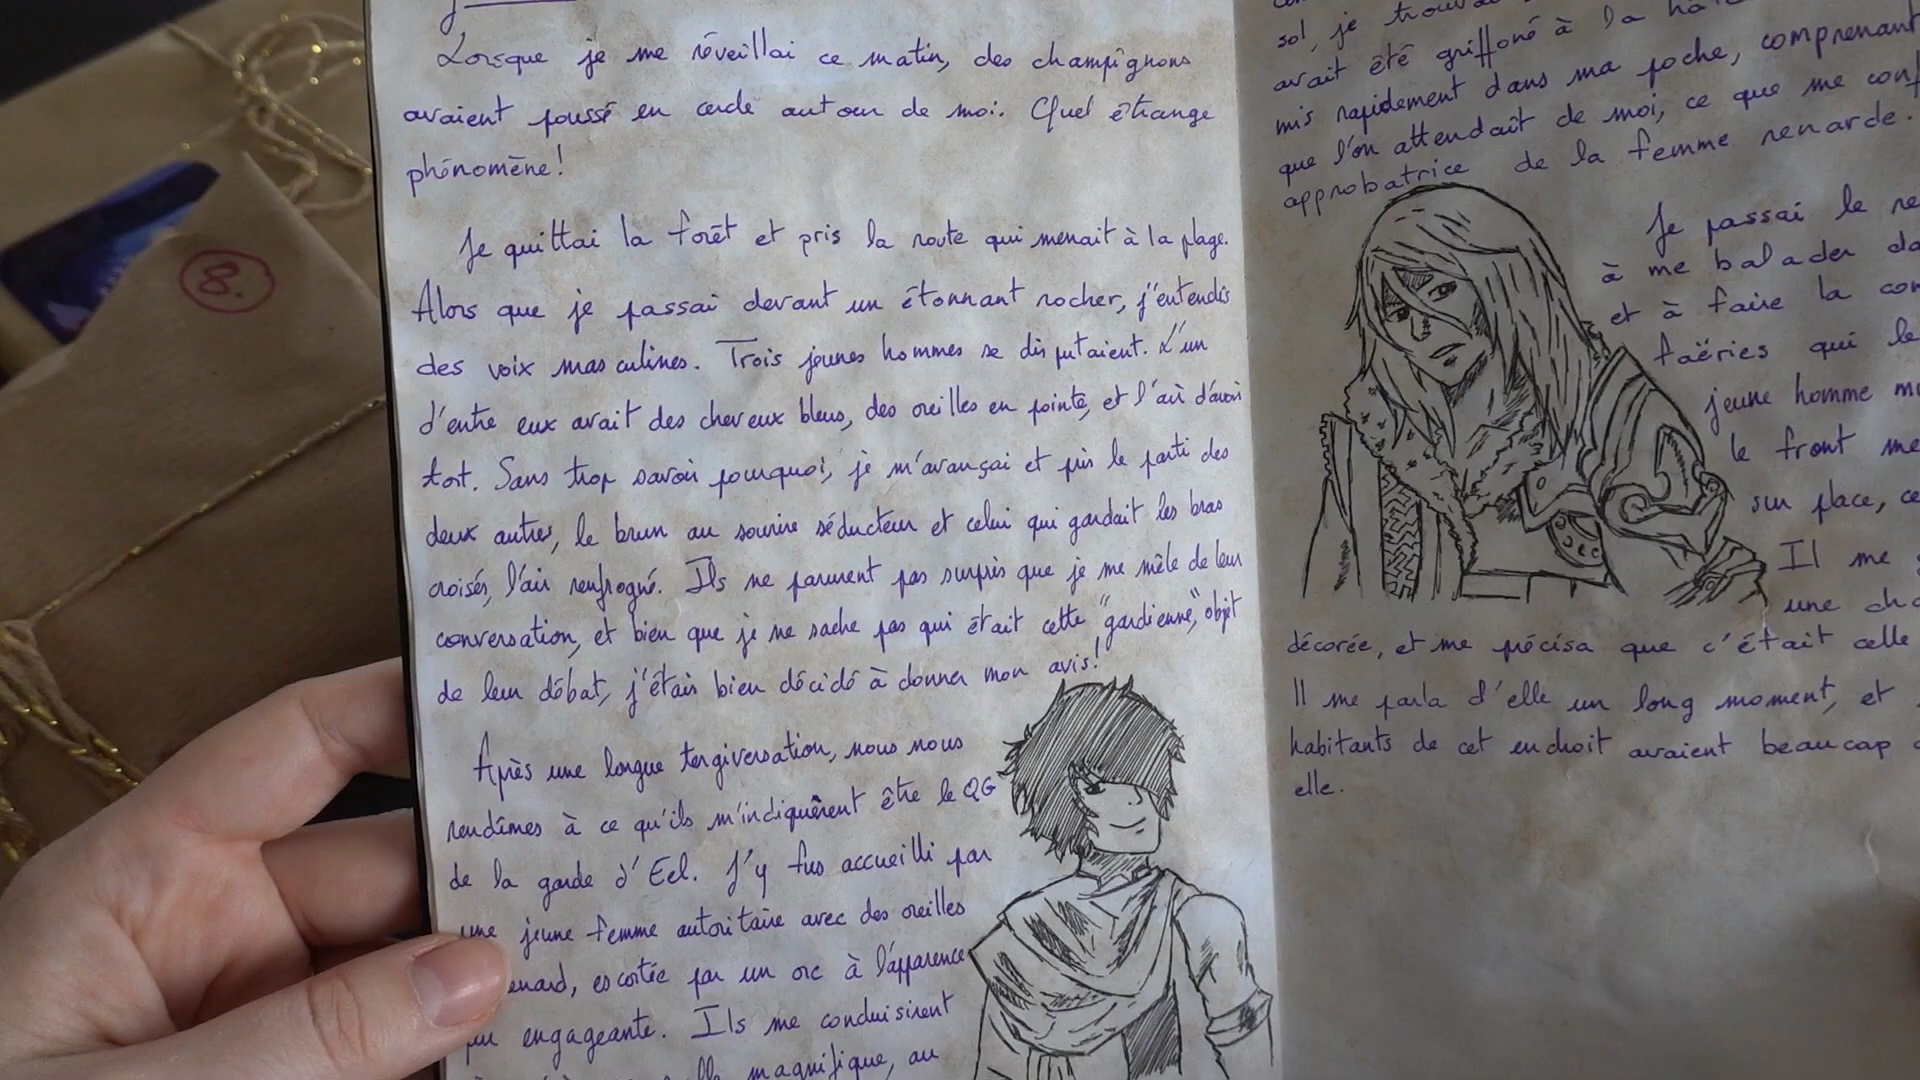 8.
Lorsque je me réveillai ce matin, des champignons
avaient poussé en cercle autour de moi. Quel étrange
phénomène!
Je quittai la forêt et pris la route qui menait à la plage.
Alors que je passai devant un étonnant rocher, j'entendis
des voix masculines. Trois jeunes hommes se disputaient. L'un
d'entre eux avait des cheveux bleus, des oreilles en pointe, et l'air d'avoir
tort. Sans trop savoir pourquoi, je m'avançai et pris le parti des
deux autres, le brun au sourire séducteur et celui qui gardait les bras
croisés, l'air renfrogné. Ils ne parurent pas surpris que je me mêle de leur
conversation, et bien que je ne sache pas qui était cette "gardienne", objet
de leur débat, j'étais bien décidé à donner mon avis!
Après une longue tergiversation, nous nous
rendîmes à ce qu'ils m'indiquèrent être le QG
de la garde d'Eel. J'y fus accueilli par
une jeune femme autoritaire avec des oreilles
enard, escortée par un orc à l'apparence
peu engageante. Ils me conduisirent
magnifique, au
sol, je trouvai
avait été griffoné à la hâte
mis rapidement dans ma poche, comprenant
que l'on attendait de moi, ce que me conf
approbatrice de la femme renarde.
Je passai le re
à me balader da
et à faire la con
faëries qui le
jeune homme mu
le front me
sur place, ce
Il me
une cha
décorée, et me précisa que c'était celle
Il me parla d'elle un long moment, et
habitants de cet endroit avaient beaucoup
elle.